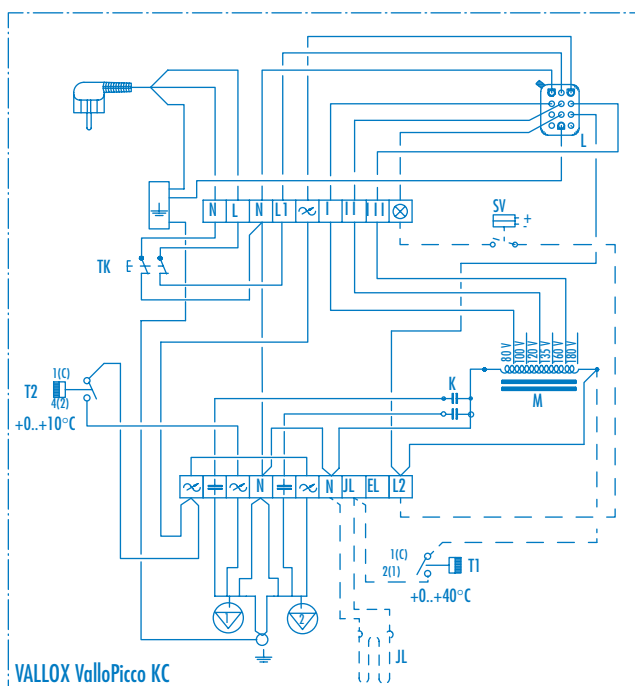 L
SV
+
-
N L N L1 I II III
TK E
T2
1(C)
4(2)
+0..+10°C
80 V
100 V
120 V
135 V
160 V
180 V
K
M
N N JL EL L2
1(C)
2(1)
T1
+0..+40°C
1
2
JL
VALLOX ValloPicco KC